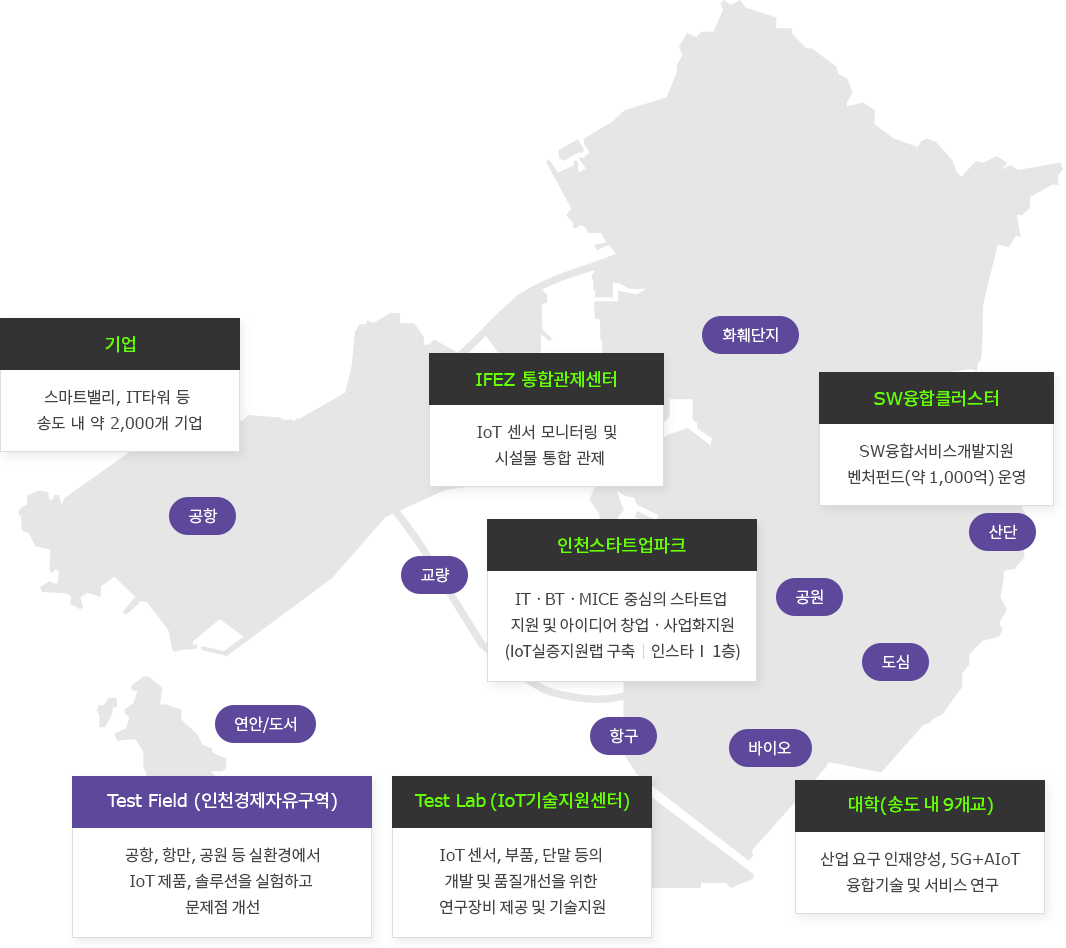 화훼단지
기업
스마트밸리, IT타워 등
송도 내 약 2,000개 기업
IFEZ 통합관제센터
IoT 센서 모니터링 및
시설물 통합 관제
SW융합클러스터
SW융합서비스개발지원
벤처펀드(약 1,000억) 운영
공항
산단
교량
인천스타트업파크
IT · BT · MICE 중심의 스타트업
지원 및 아이디어 창업 · 사업화지원
(IoT실증지원랩 구축 | 인스타Ⅰ 1층)
공원
도심
연안/도서
항구
바이오
Test Field (인천경제자유구역)
공항, 항만, 공원 등 실환경에서
IoT 제품, 솔루션을 실험하고
문제점 개선
Test Lab (IoT기술지원센터)
IoT 센서, 부품, 단말 등의
개발 및 품질개선을 위한
연구장비 제공 및 기술지원
대학(송도 내 9개교)
산업 요구 인재양성, 5G+AIoT
융합기술 및 서비스 연구